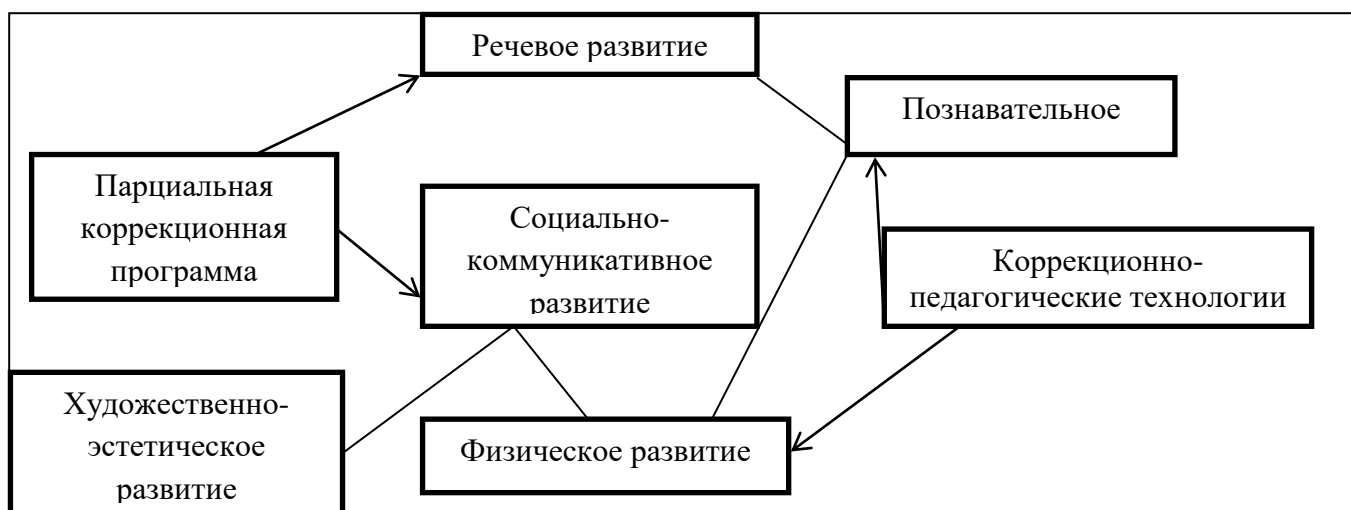 Речевое развитие
Познавательное
Парциальная
коррекционная
программа
Социально-
коммуникативное
развитие
Коррекционно-
педагогические технологии
Художественно-
эстетическое
развитие
Физическое развитие